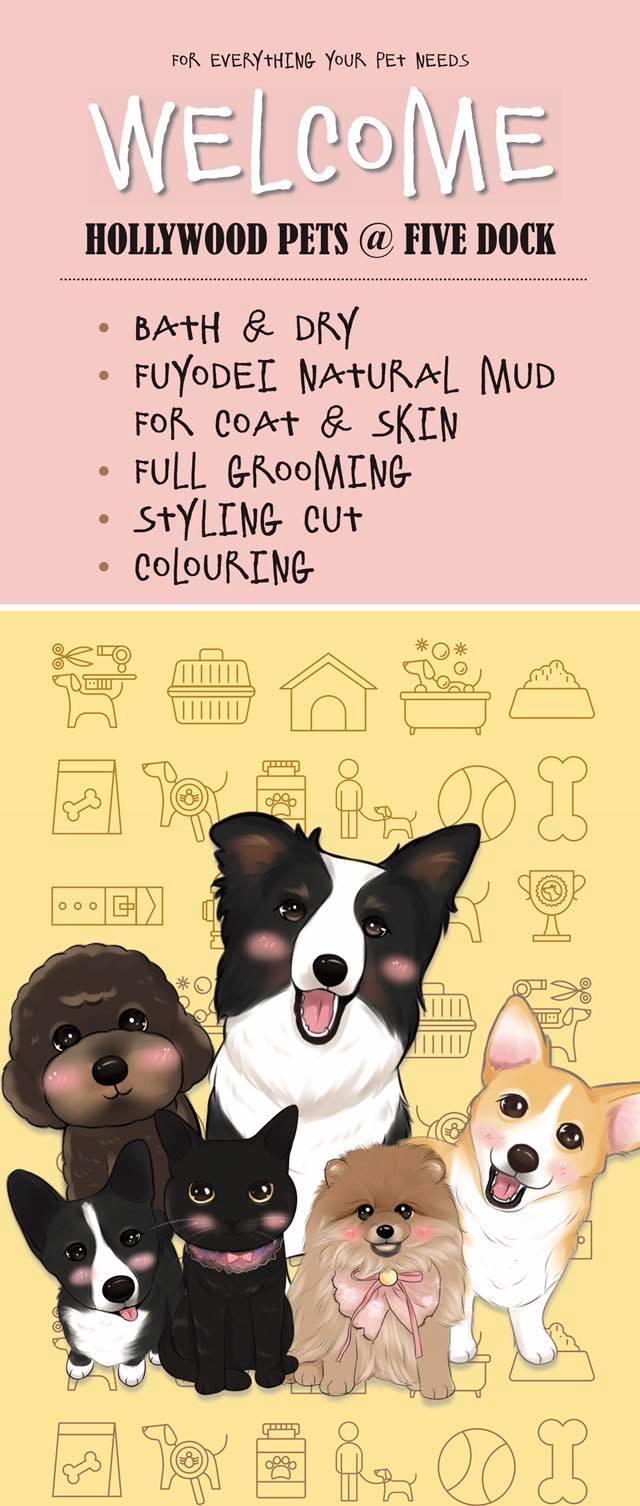 FOR EVERYTHING YOUR PET NEEDS
WELCOME
HOLLYWOOD PETS @ FIVE DOCK
• BATH & DRY
• FUYODEI NATURAL MUD
FOR COAT & SKIN
• FULL GROOMING
• STYLING CUT
• COLOURING